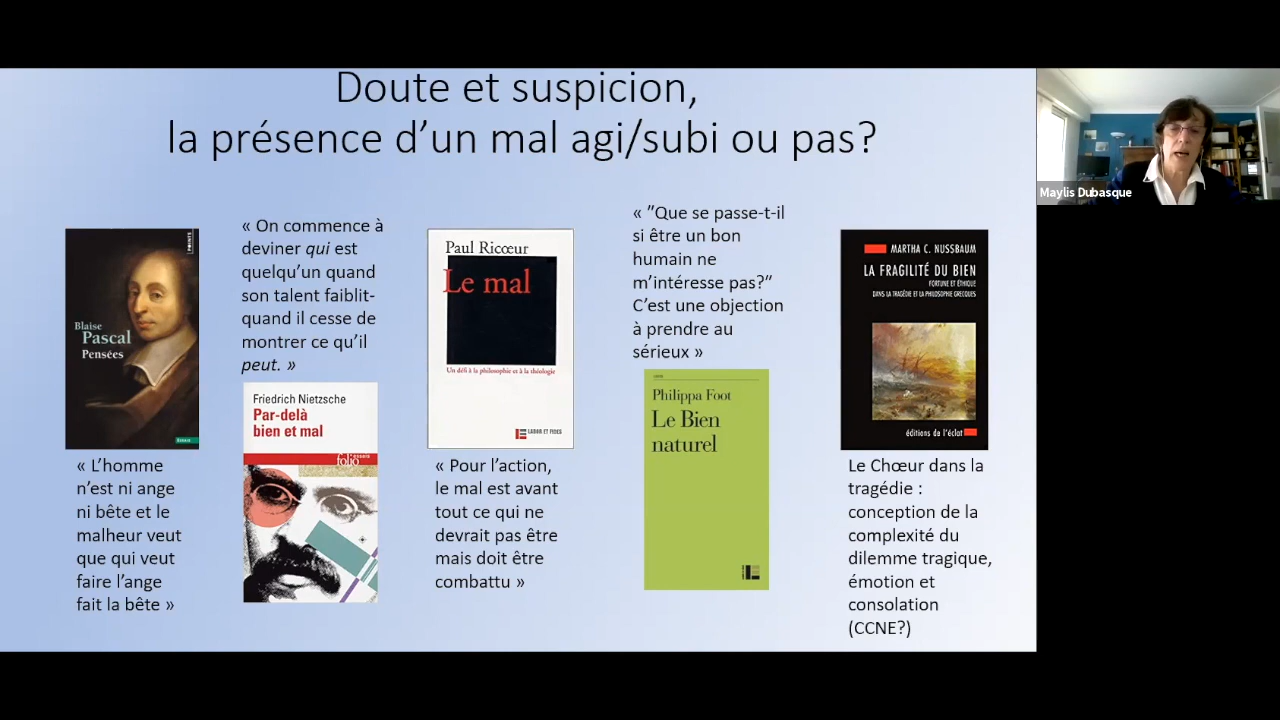 Doute et suspicion,
la présence d’un mal agi/subi ou pas?
Maylis Dubasque
POINTS
Blaise
Pascal
Pensées
« L’homme
n’est ni ange
ni bête et le
malheur veut
que qui veut
faire l’ange
fait la bête »
« On commence à
deviner qui est
quelqu’un quand
son talent faiblit-
quand il cesse de
montrer ce qu’il
peut. »
Friedrich Nietzsche
Par-delà
bien et mal
folio essais
Paul Ricœur
Le mal
Un défi à la philosophie et à la théologie
LABOR ET FIDES
« Pour l’action,
le mal est avant
tout ce qui ne
devrait pas être
mais doit être
combattu »
« ”Que se passe-t-il
si être un bon
humain ne
m’intéresse pas?”
C’est une objection
à prendre au
sérieux »
Philippa Foot
Le Bien
naturel
MARTHA C. NUSSBAUM
LA FRAGILITÉ DU BIEN
FORTUNE ET ÉTHIQUE
DANS LA TRAGÉDIE ET LA PHILOSOPHIE GRECQUES
éditions de l’éclat
Le Chœur dans la
tragédie :
conception de la
complexité du
dilemme tragique,
émotion et
consolation
(CCNE?)